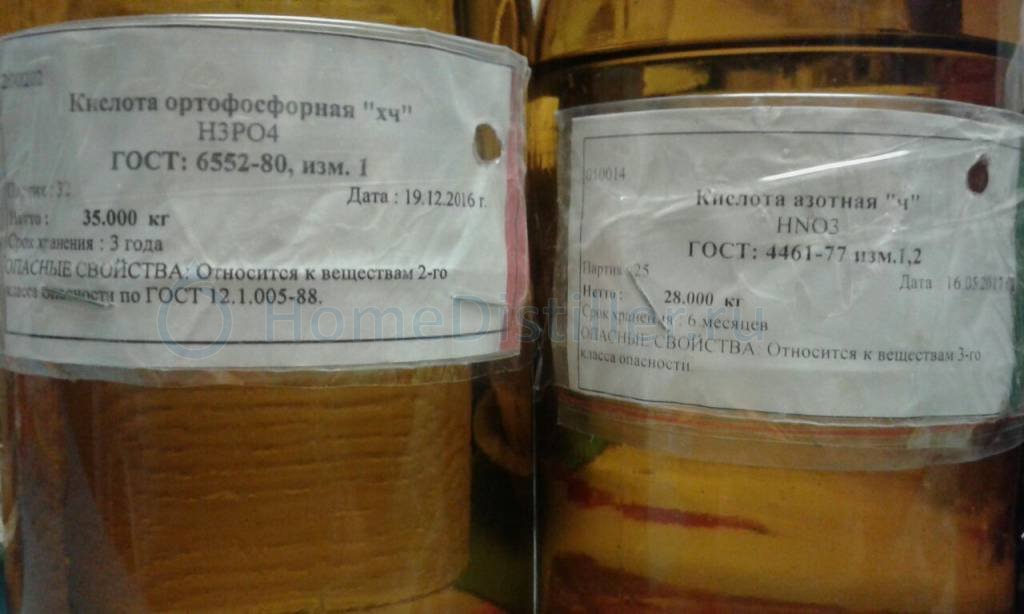 Кислота ортофосфорная "хч"
H3PO4
ГОСТ: 6552-80, изм. 1
Партия : 32
Дата : 19.12.2016 г.
Нетто : 35.000 кг
Срок хранения : 3 года
ОПАСНЫЕ СВОЙСТВА: Относится к веществам 2-го
класса опасности по ГОСТ 12.1.005-88.
050014
Кислота азотная "ч"
HNO3
ГОСТ: 4461-77 изм.1,2
Партия : 25
Дата : 16.05.2017
Нетто : 28.000 кг
Срок хранения : 6 месяцев
ОПАСНЫЕ СВОЙСТВА: Относится к веществам 3-го
класса опасности
HomeDistiller.ru